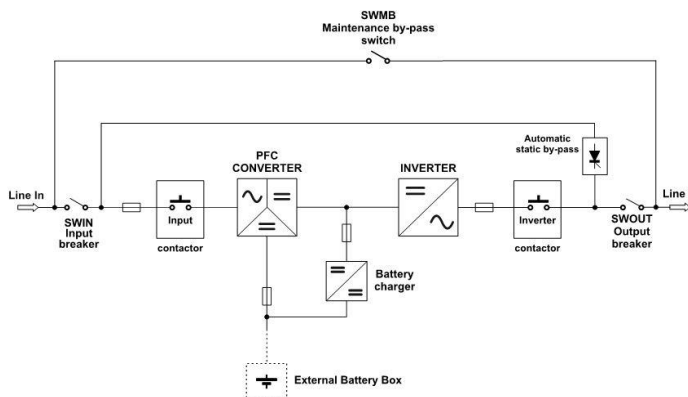 SWMB
Maintenance by-pass
switch
Automatic
static by-pass
PFC
CONVERTER
INVERTER
Line In
Line
SWIN
Input
breaker
Input
contactor
Inverter
contactor
SWOUT
Output
breaker
Battery
charger
External Battery Box